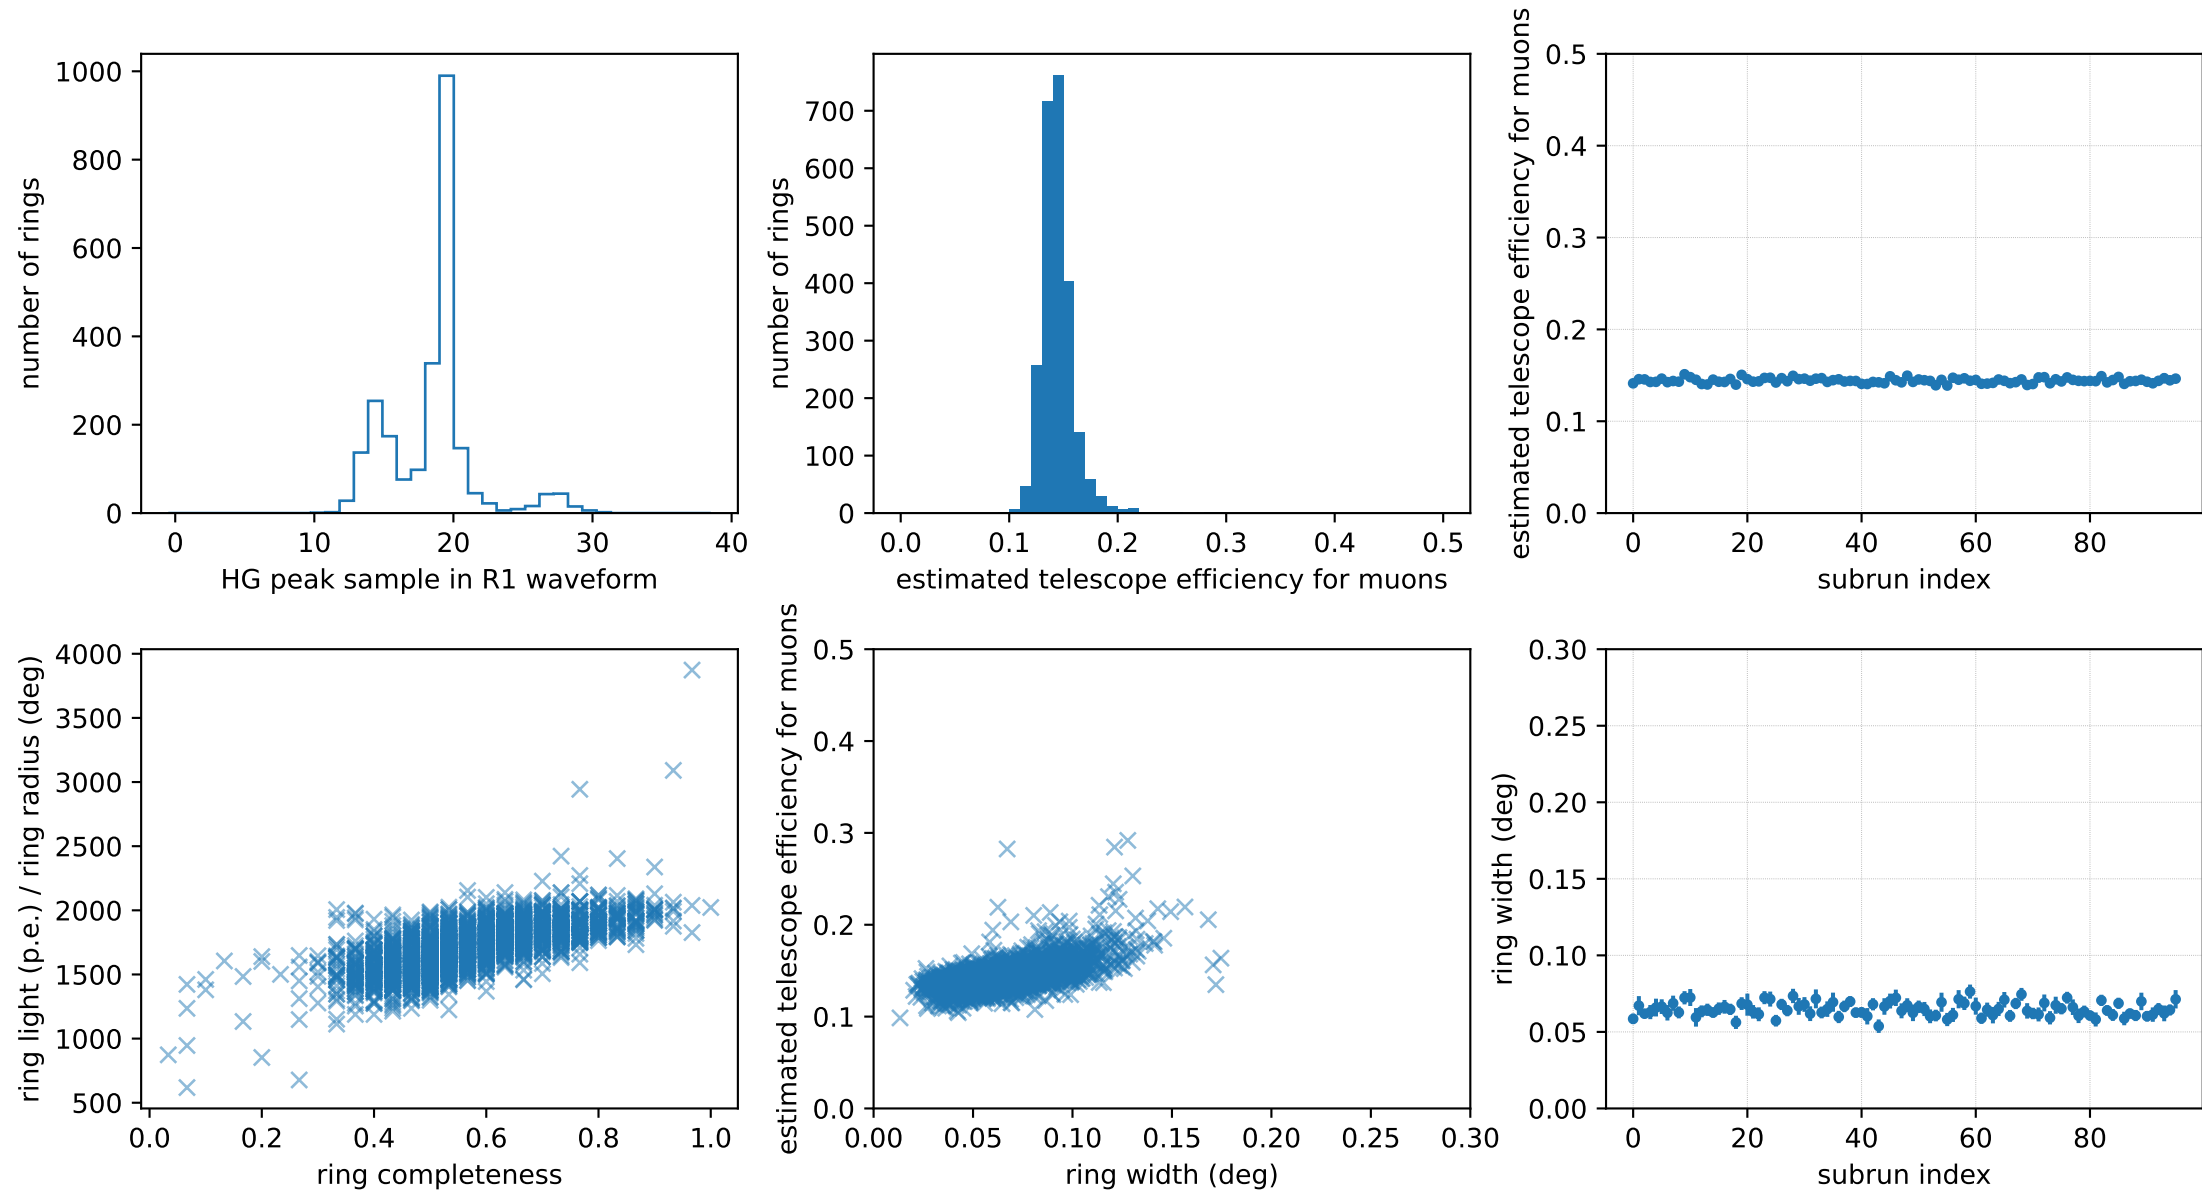 number of rings
1000
800
600
400
200
0
0 10 20 30 40
HG peak sample in R1 waveform
number of rings
700
600
500
400
300
200
100
0
0.0 0.1 0.2 0.3 0.4 0.5
estimated telescope efficiency for muons
estimated telescope efficiency for muons
0.5
0.4
0.3
0.2
0.1
0.0
0 20 40 60 80
subrun index
ring light (p.e.) / ring radius (deg)
4000
3500
3000
2500
2000
1500
1000
500
0.0 0.2 0.4 0.6 0.8 1.0
ring completeness
estimated telescope efficiency for muons
0.5
0.4
0.3
0.2
0.1
0.0
0.00 0.05 0.10 0.15 0.20 0.25 0.30
ring width (deg)
ring width (deg)
0.30
0.25
0.20
0.15
0.10
0.05
0.00
0 20 40 60 80
subrun index